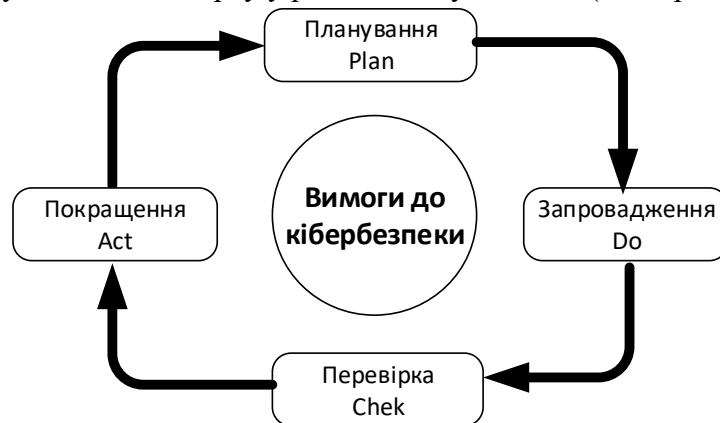 Планування
Plan
Покращення
Act
Вимоги до
кібербезпеки
Запровадження
Do
Перевірка
Chek